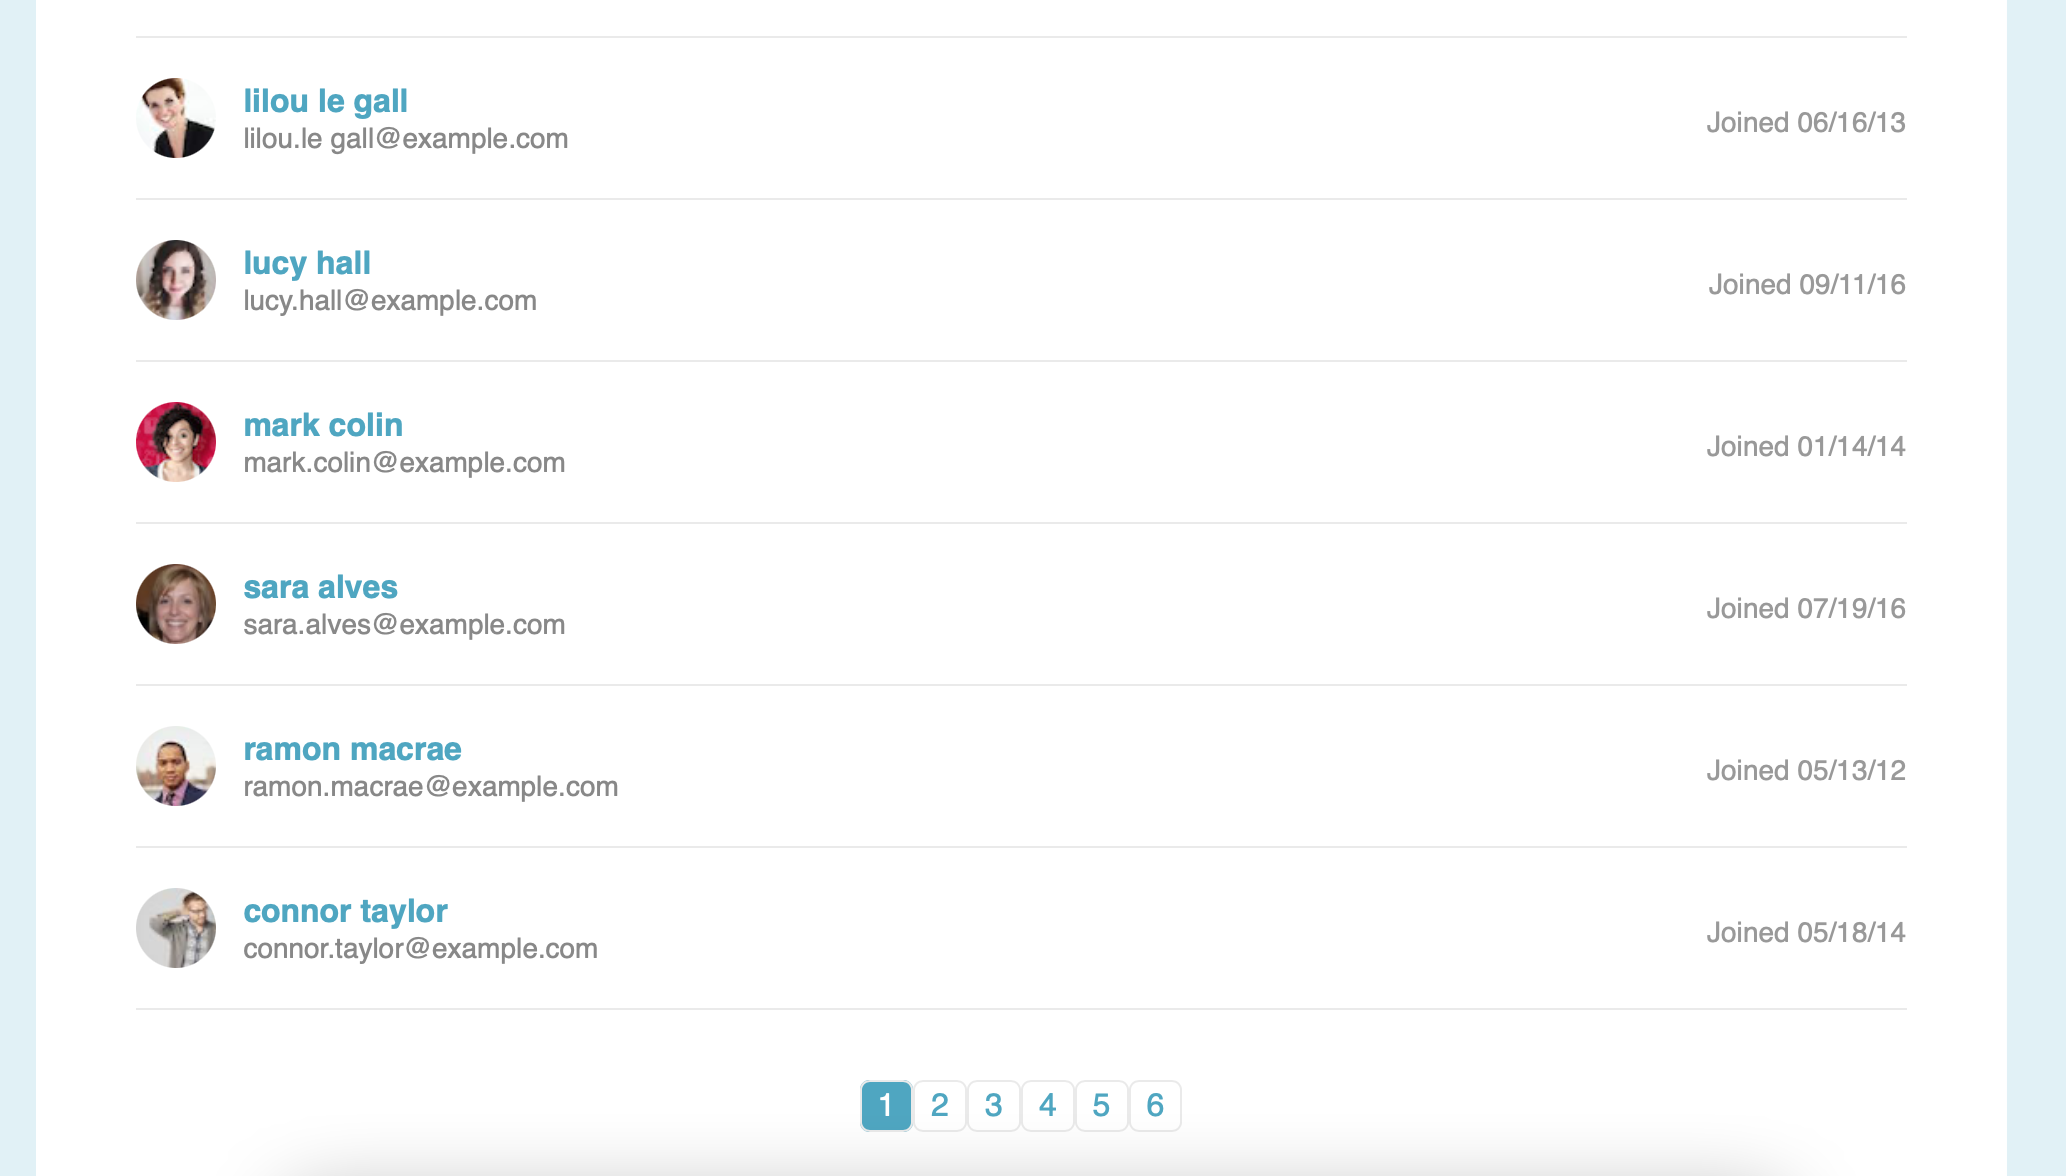 lilou le gall
lilou.le gall@example.com
Joined 06/16/13
lucy hall
lucy.hall@example.com
Joined 09/11/16
mark colin
mark.colin@example.com
Joined 01/14/14
sara alves
sara.alves@example.com
Joined 07/19/16
ramon macrae
ramon.macrae@example.com
Joined 05/13/12
connor taylor
connor.taylor@example.com
Joined 05/18/14
1 2 3 4 5 6